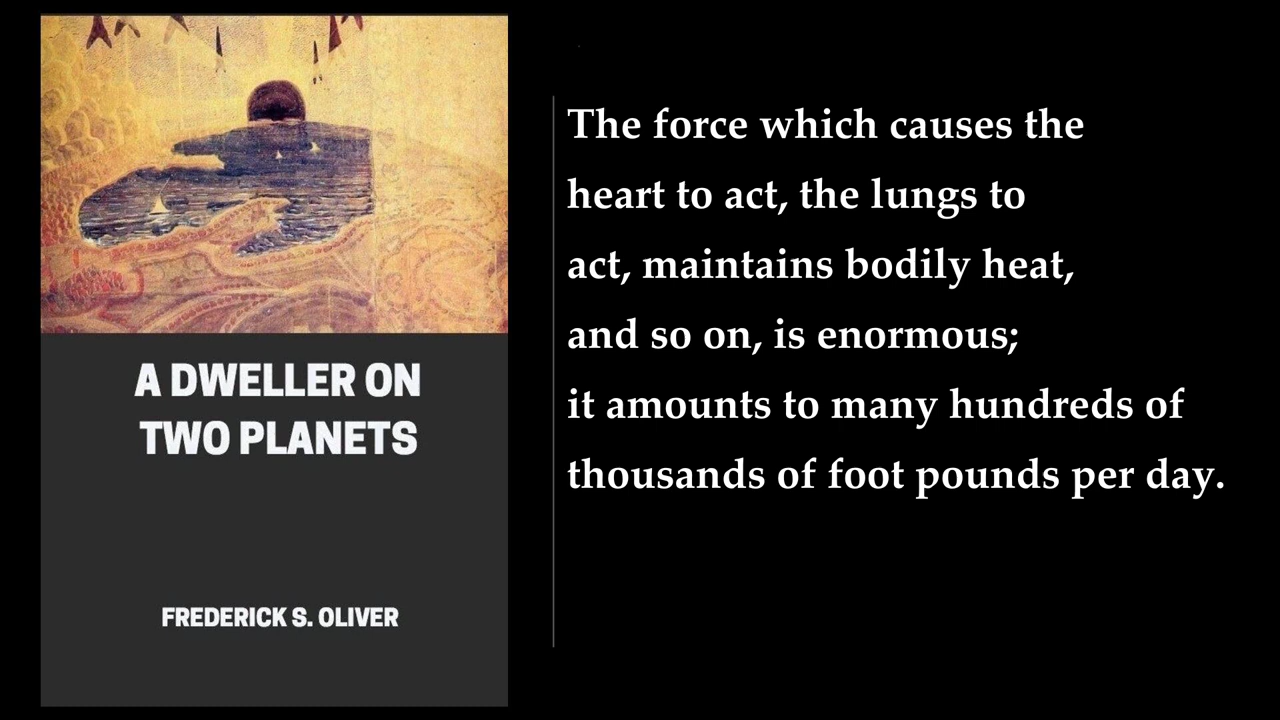 A DWELLER ON
TWO PLANETS
FREDERICK S. OLIVER
The force which causes the
heart to act, the lungs to
act, maintains bodily heat,
and so on, is enormous;
it amounts to many hundreds of
thousands of foot pounds per day.